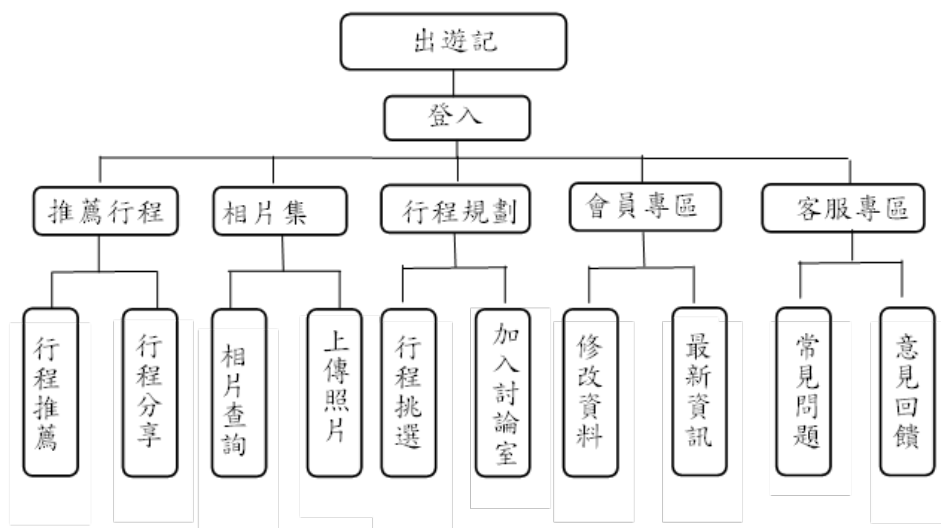 出遊記
登入
推薦行程
相片集
行程規劃
會員專區
客服專區
行程推薦
行程分享
相片查詢
上傳照片
行程挑選
加入討論室
修改資料
最新資訊
常見問題
意見回饋